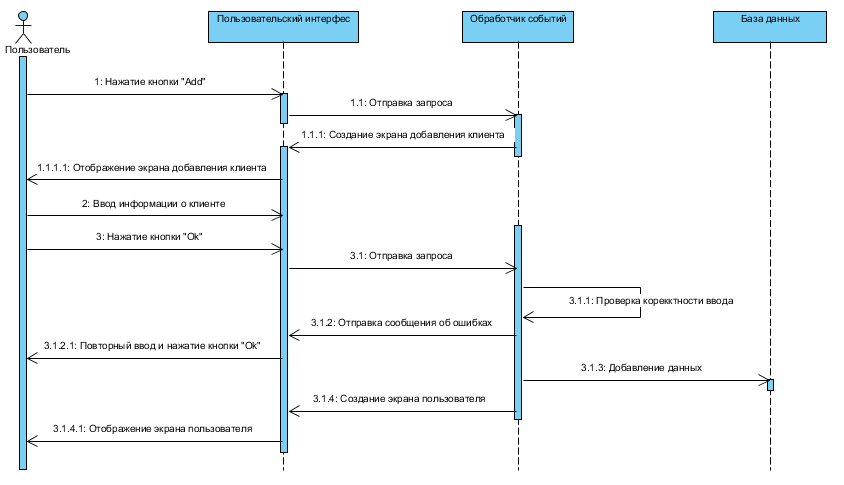 Пользовательский интерфес
Обработчик событий
База данных
Пользователь
1: Нажатие кнопки "Add"
1.1: Отправка запроса
1.1.1: Создание экрана добавления клиента
1.1.1.1: Отображение экрана добавления клиента
2: Ввод информации о клиенте
3: Нажатие кнопки "Ok"
3.1: Отправка запроса
3.1.1: Проверка корекктности ввода
3.1.2: Отправка сообщения об ошибках
3.1.2.1: Повторный ввод и нажатие кнопки "Ok"
3.1.3: Добавление данных
3.1.4: Создание экрана пользователя
3.1.4.1: Отображение экрана пользователя